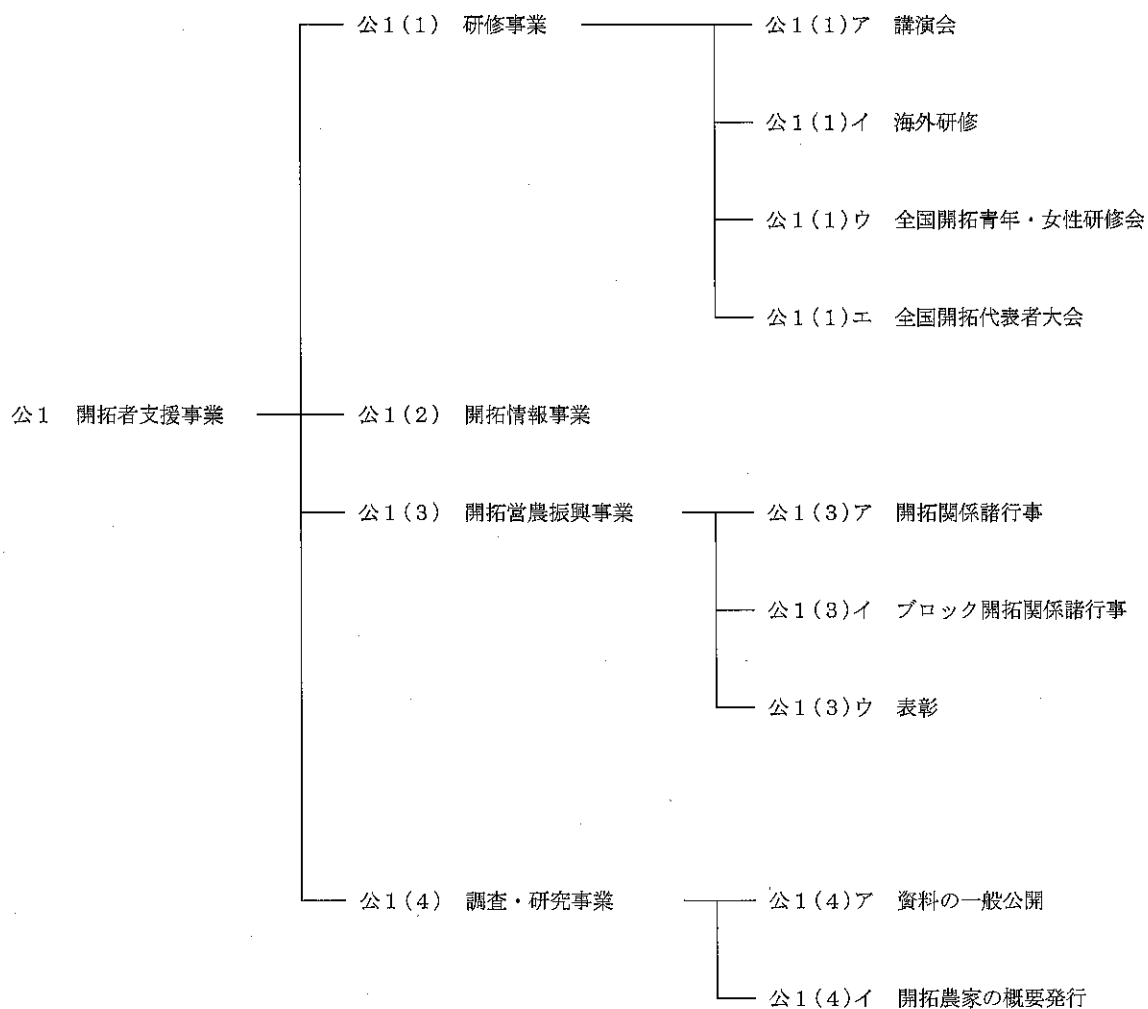 公1(1) 研修事業 公1(1)ア 講演会
公1(1)イ 海外研修
公1(1)ウ 全国開拓青年・女性研修会
公1(1)エ 全国開拓代表者大会
公1 開拓者支援事業 公1(2) 開拓情報事業
公1(3) 開拓営農振興事業 公1(3)ア 開拓関係諸行事
公1(3)イ ブロック開拓関係諸行事
公1(3)ウ 表彰
公1(4) 調査・研究事業 公1(4)ア 資料の一般公開
公1(4)イ 開拓農家の概要発行